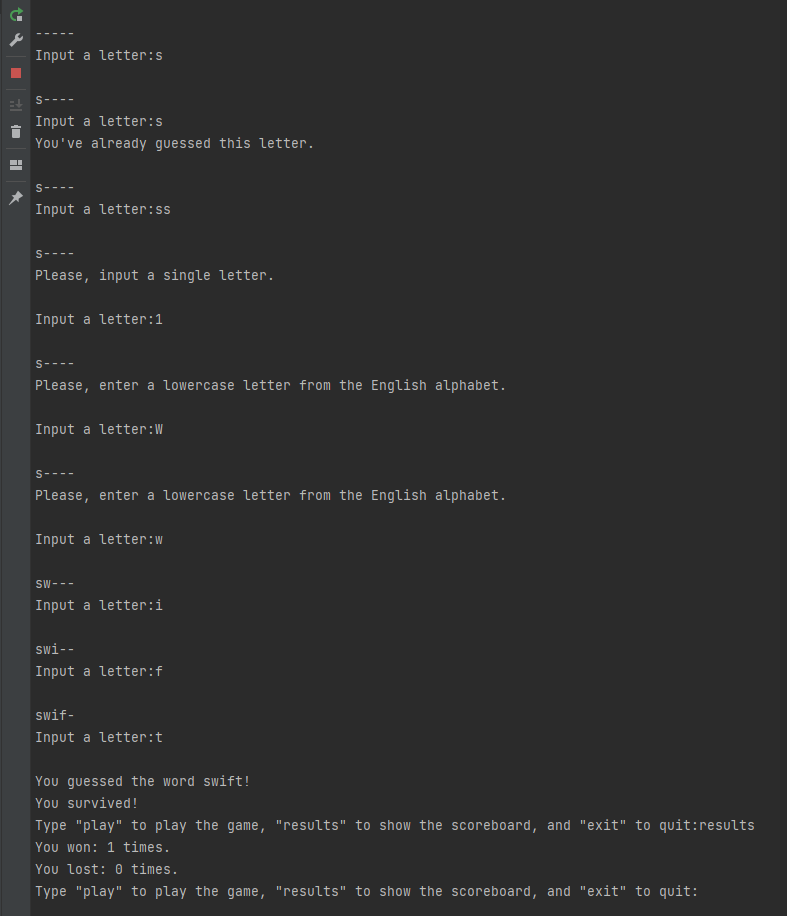 -----
Input a letter:s
s----
Input a letter:s
You've already guessed this letter.
s----
Input a letter:ss
s----
Please, input a single letter.
Input a letter:1
s----
Please, enter a lowercase letter from the English alphabet.
Input a letter:W
s----
Please, enter a lowercase letter from the English alphabet.
Input a letter:w
sw---
Input a letter:i
swi--
Input a letter:f
swif-
Input a letter:t
You guessed the word swift!
You survived!
Type "play" to play the game, "results" to show the scoreboard, and "exit" to quit:results
You won: 1 times.
You lost: 0 times.
Type "play" to play the game, "results" to show the scoreboard, and "exit" to quit: